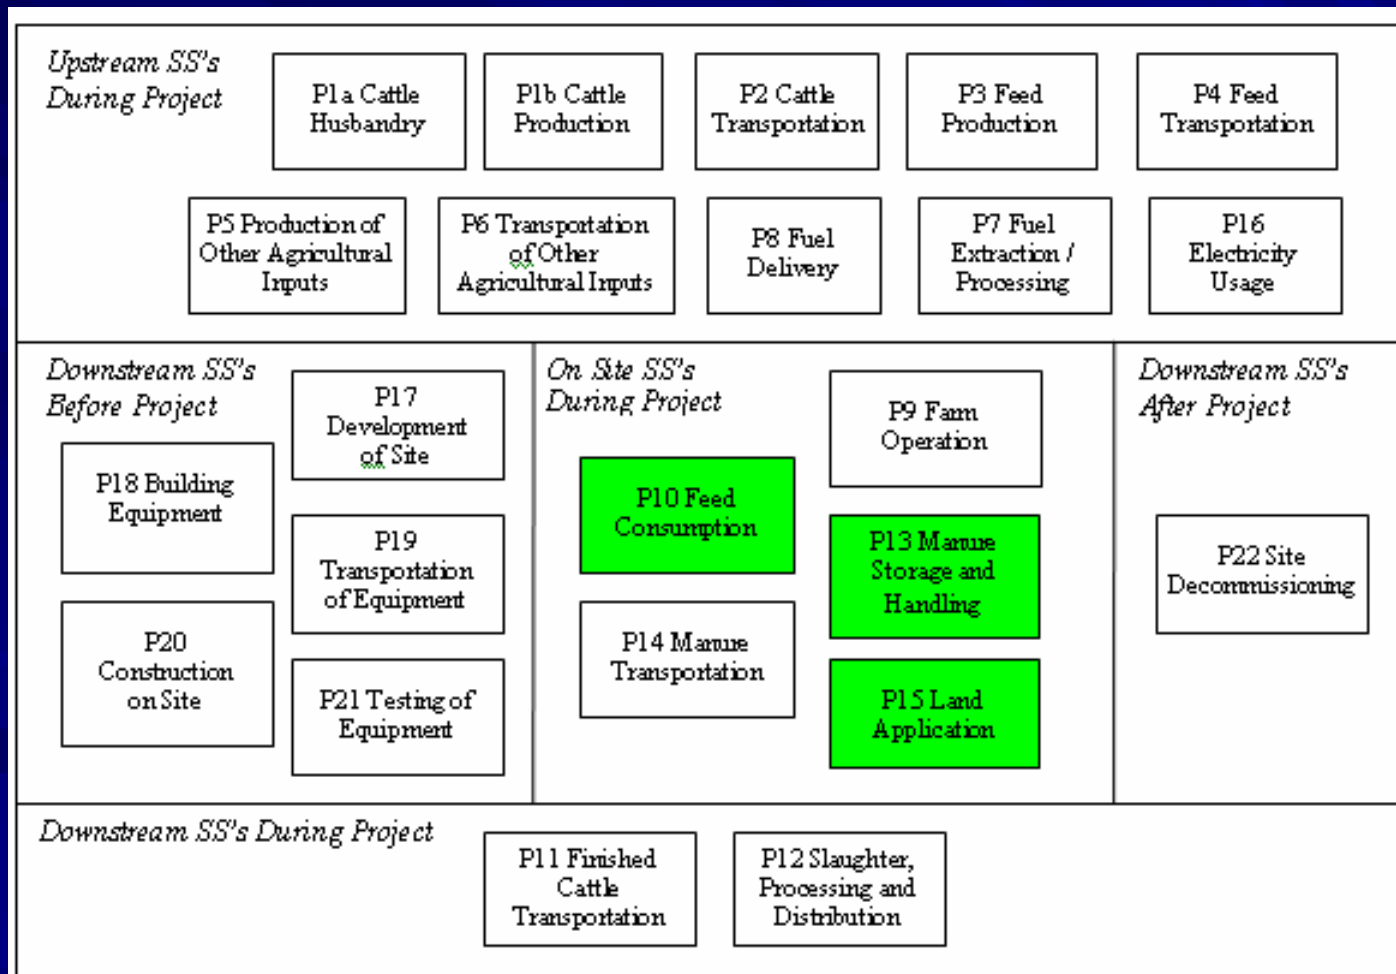 Upstream SS's
During Project
P1a Cattle
Husbandry
P1b Cattle
Production
P2 Cattle
Transportation
P3 Feed
Production
P4 Feed
Transportation
P5 Production of
Other Agricultural
Inputs
P6 Transportation
of Other
Agricultural Inputs
P8 Fuel
Delivery
P7 Fuel
Extraction /
Processing
P16
Electricity
Usage
Downstream SS's
Before Project
P17
Development
of Site
P18 Building
Equipment
P19
Transportation
of Equipment
P20
Construction
on Site
P21 Testing of
Equipment
On Site SS's
During Project
P9 Farm
Operation
P10 Feed
Consumption
P13 Manure
Storage and
Handling
P14 Manure
Transportation
P15 Land
Application
Downstream SS's
After Project
P22 Site
Decommissioning
Downstream SS's During Project
P11 Finished
Cattle
Transportation
P12 Slaughter,
Processing and
Distribution